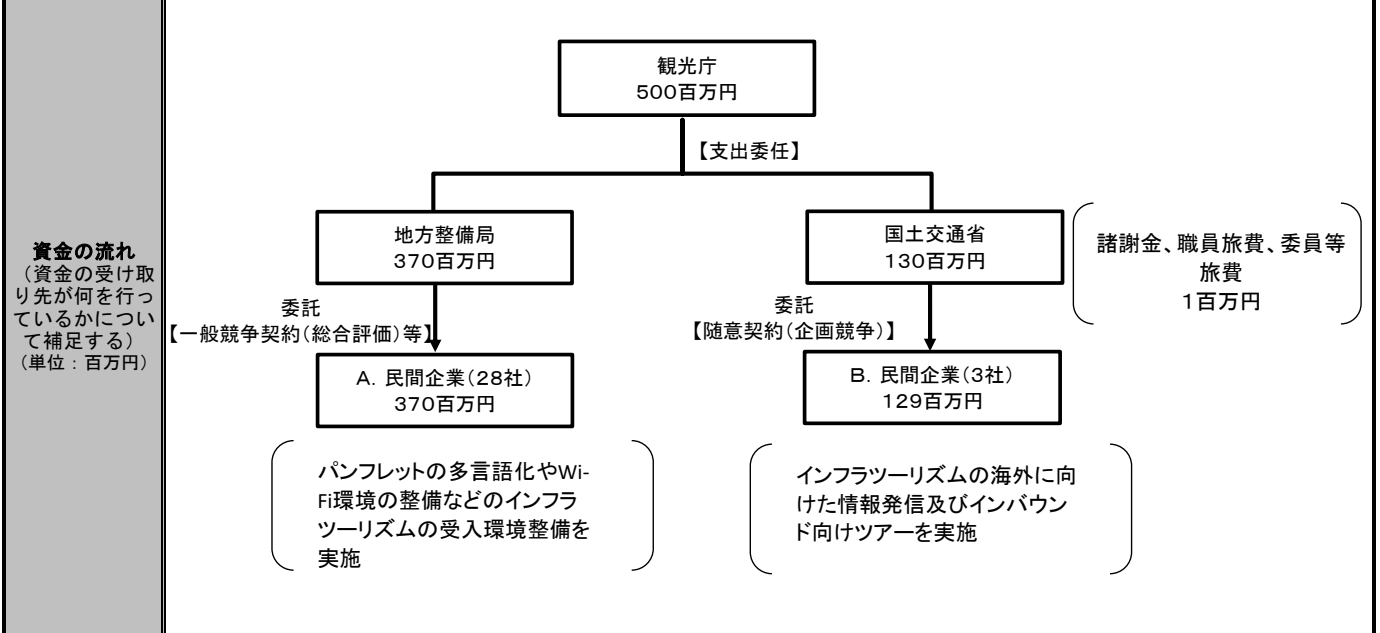 資金の流れ
（資金の受け取
り先が何を行っ
ているかについ
て補足する）
（単位：百万円）
観光庁
５００百万円
【支出委任】
地方整備局
３７０百万円
国土交通省
１３０百万円
諸謝金、職員旅費、委員等
旅費
１百万円
委託
【一般競争契約（総合評価）等】
委託
【随意契約（企画競争）】
Ａ．民間企業（２８社）
３７０百万円
Ｂ．民間企業（３社）
１２９百万円
パンフレットの多言語化やWi-
Fi環境の整備などのインフラ
ツーリズムの受入環境整備を
実施
インフラツーリズムの海外に向
けた情報発信及びインバウン
ド向けツアーを実施